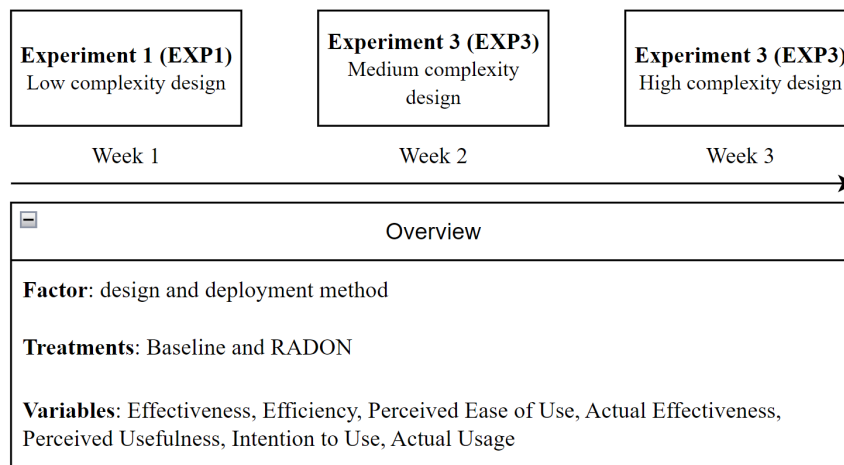 Experiment 1 (EXP1)
Low complexity design
Experiment 3 (EXP3)
Medium complexity
design
Experiment 3 (EXP3)
High complexity design
Week 1
Week 2
Week 3
Overview
Factor: design and deployment method
Treatments: Baseline and RADON
Variables: Effectiveness, Efficiency, Perceived Ease of Use, Actual Effectiveness,
Perceived Usefulness, Intention to Use, Actual Usage